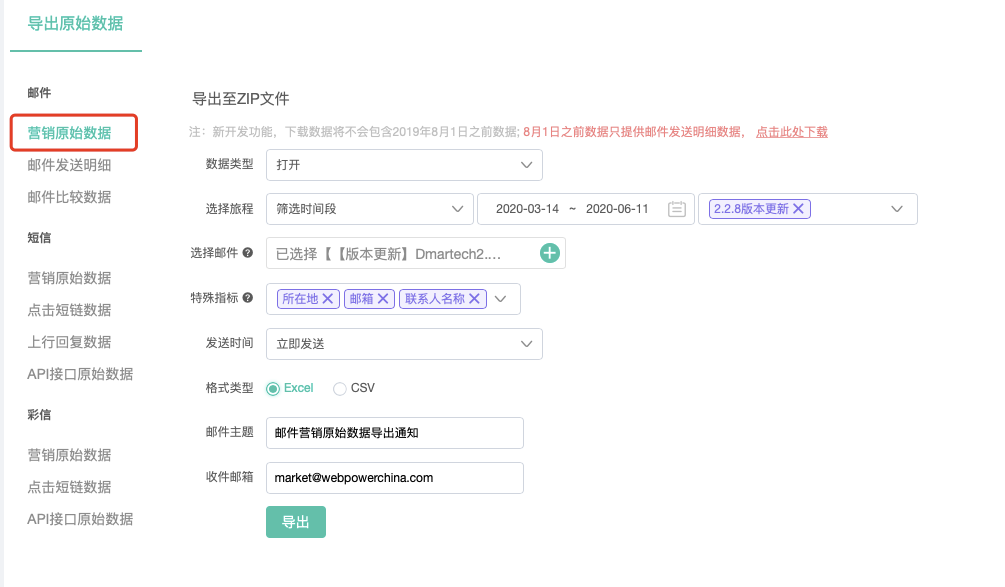 导出原始数据
邮件
营销原始数据
邮件发送明细
邮件比较数据
短信
营销原始数据
点击短链数据
上行回复数据
API接口原始数据
彩信
营销原始数据
点击短链数据
API接口原始数据
导出至ZIP文件
注：新开发功能，下载数据将不会包含2019年8月1日之前数据; 8月1日之前数据只提供邮件发送明细数据， 点击此处下载
数据类型 打开
选择旅程 筛选时间段 2020-03-14 ~ 2020-06-11 2.2.8版本更新
选择邮件 已选择【【版本更新】Dmartech2....
特殊指标 所在地 邮箱 联系人名称
发送时间 立即发送
格式类型 Excel CSV
邮件主题 邮件营销原始数据导出通知
收件邮箱 market@webpowerchina.com
导出